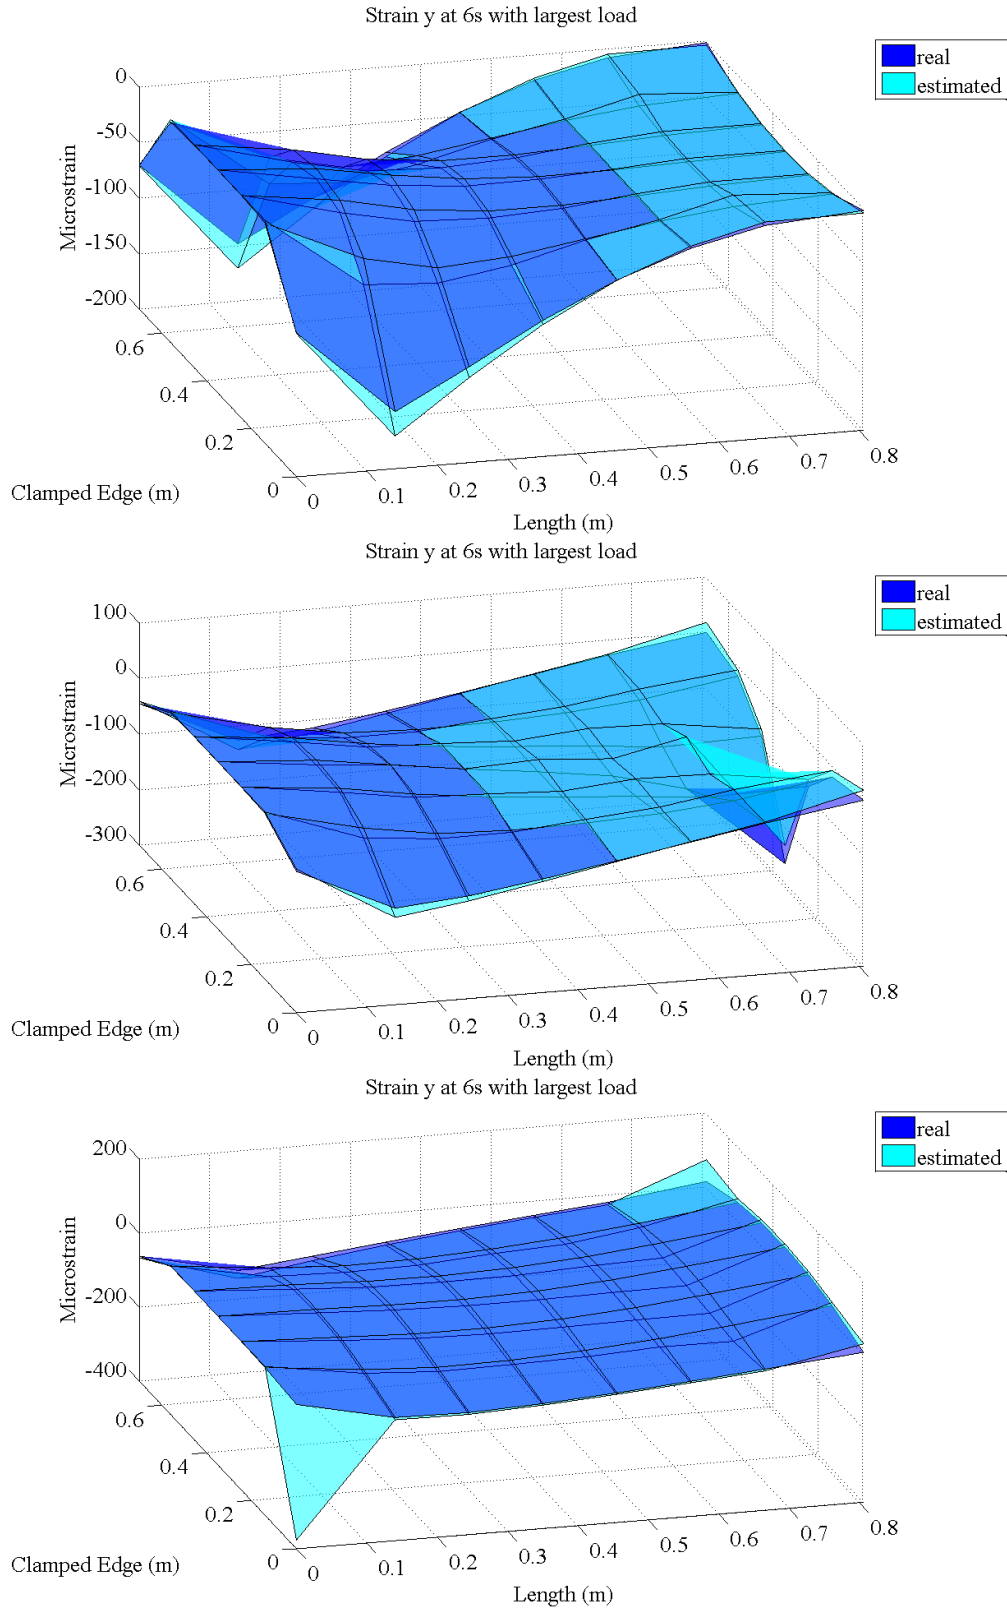 Strain y at 6s with largest load
real
estimated
0
-50
-100
-150
-200
Microstrain
0.6
0.4
0.2
0
Clamped Edge (m)
0
0.1
0.2
0.3
0.4
0.5
0.6
0.7
0.8
Length (m)
Strain y at 6s with largest load
real
estimated
100
0
-100
-200
-300
Microstrain
0.6
0.4
0.2
0
Clamped Edge (m)
0
0.1
0.2
0.3
0.4
0.5
0.6
0.7
0.8
Length (m)
Strain y at 6s with largest load
real
estimated
200
0
-200
-400
Microstrain
0.6
0.4
0.2
0
Clamped Edge (m)
0
0.1
0.2
0.3
0.4
0.5
0.6
0.7
0.8
Length (m)